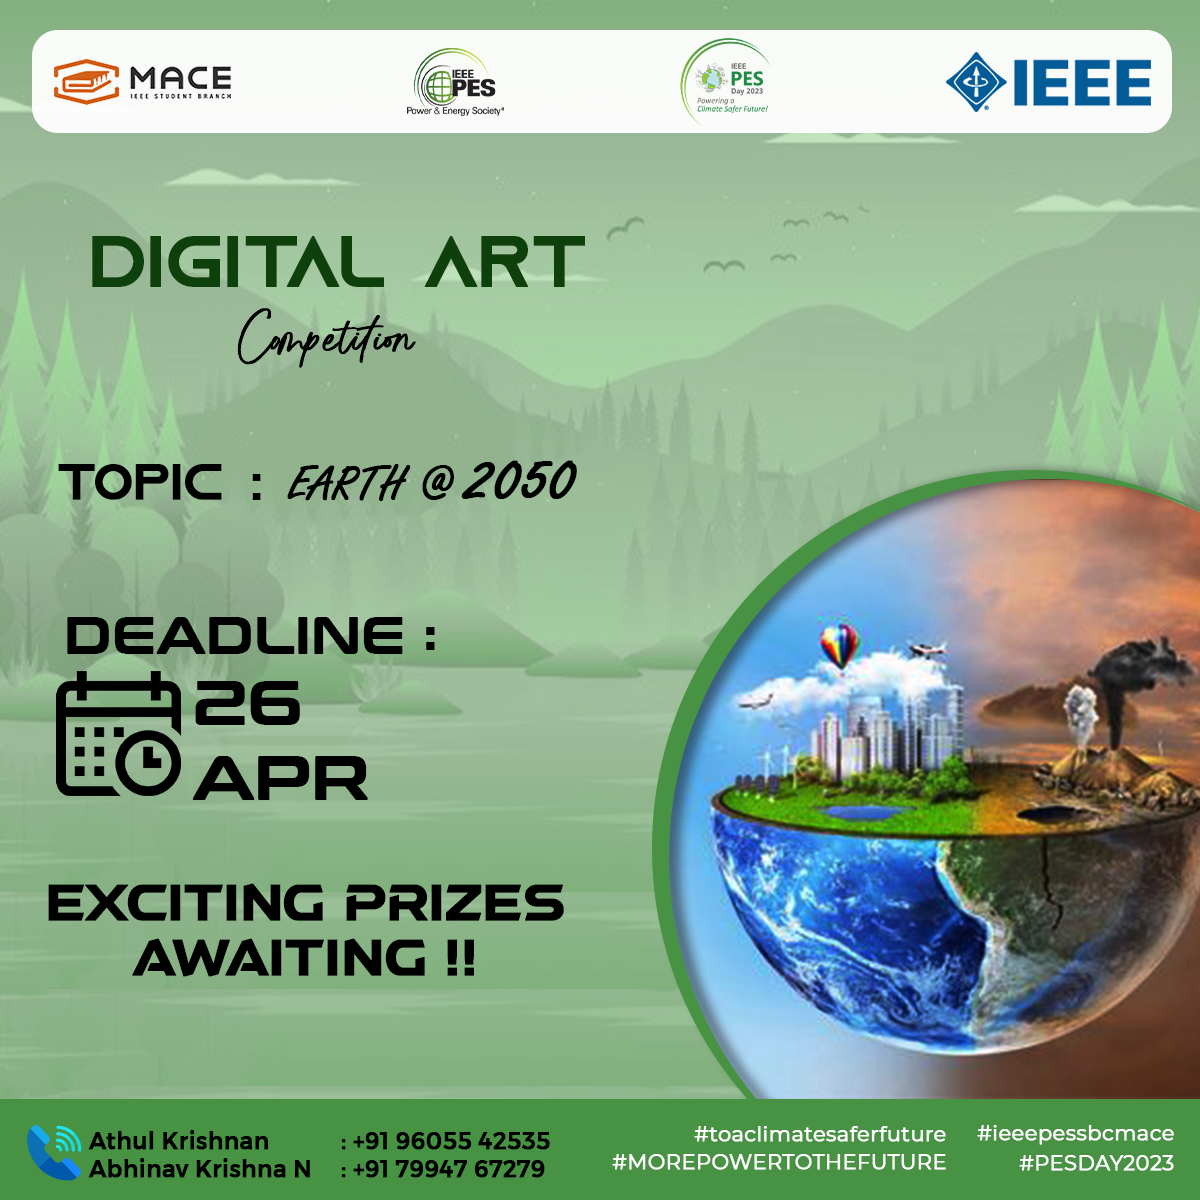 MACE
IEEE STUDENT BRANCH
IEEE
PES
Power & Energy Society®
IEEE
PES
Day 2023
Powering a
Climate Safer Future!
IEEE
DIGITAL ART
Competition
TOPIC : EARTH @ 2050
DEADLINE :
26
APR
EXCITING PRIZES
AWAITING !!
Athul Krishnan : +91 96055 42535
Abhinav Krishna N : +91 79947 67279
#toaclimatesaferfuture #ieeepessbcmace
#MOREPOWERTOTHEFUTURE #PESDAY2023